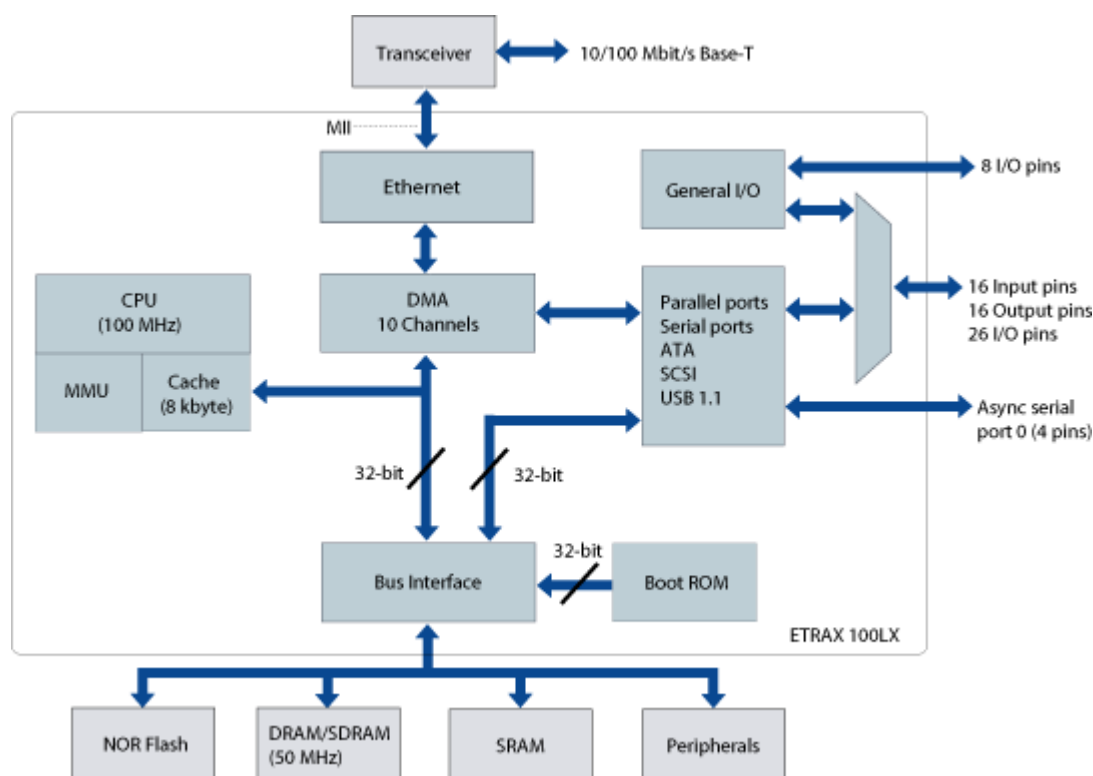 Transceiver
10/100 Mbit/s Base-T
MII
Ethernet
General I/O
8 I/O pins
CPU
(100 MHz)
MMU
Cache
(8 kbyte)
DMA
10 Channels
Parallel ports
Serial ports
ATA
SCSI
USB 1.1
16 Input pins
16 Output pins
26 I/O pins
Async serial
port 0 (4 pins)
32-bit
32-bit
32-bit
Bus Interface
Boot ROM
ETRAX 100LX
NOR Flash
DRAM/SDRAM
(50 MHz)
SRAM
Peripherals